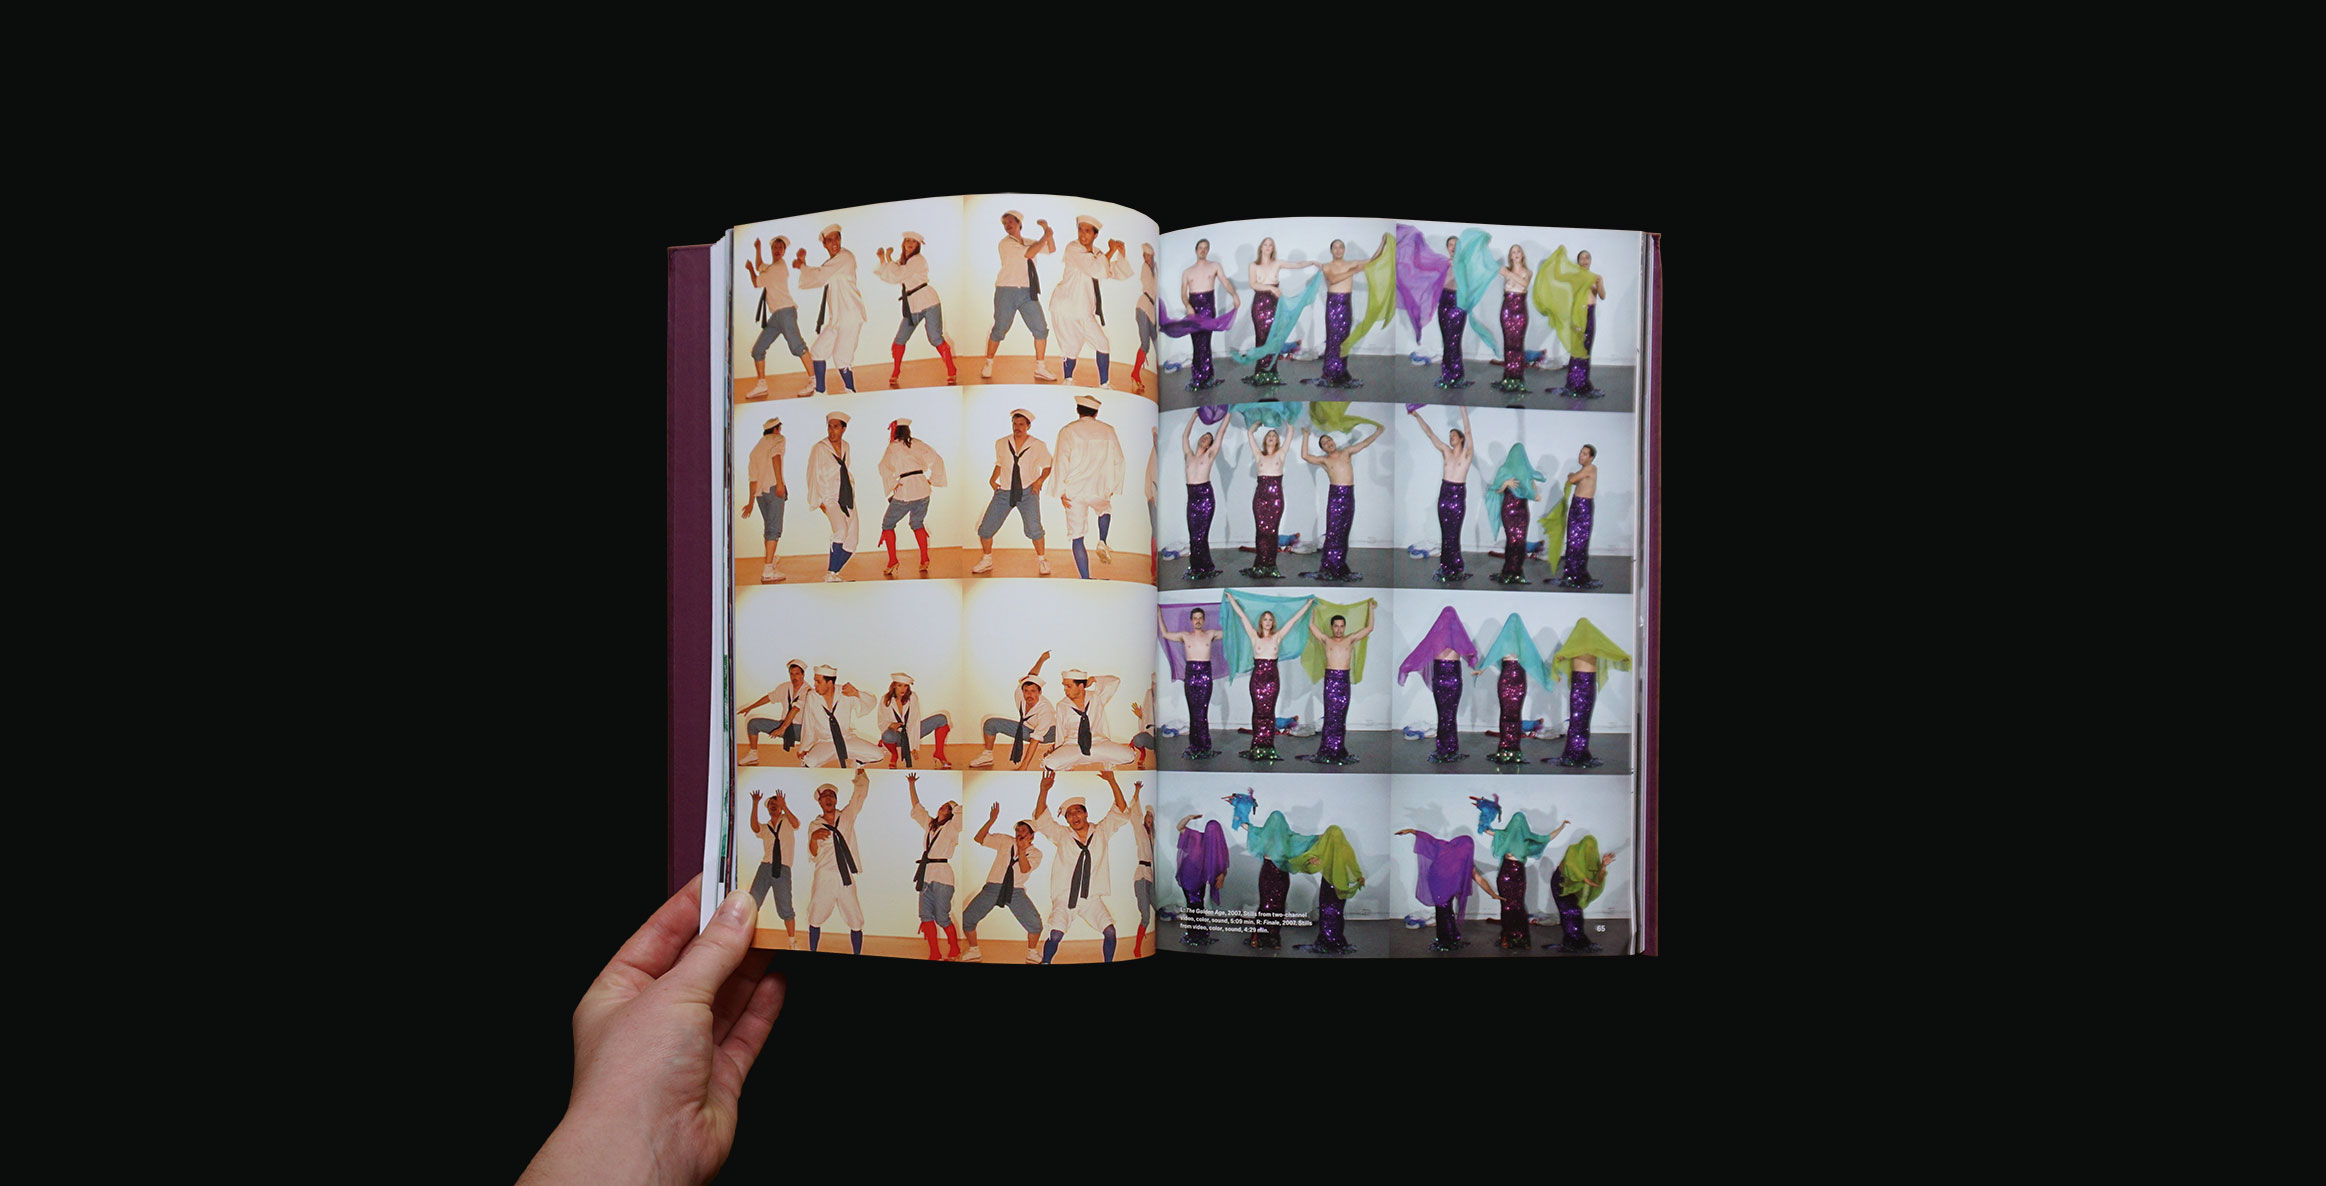 L: The Golden Age, 2007, Stills from two-channel
video, color, sound, 5:09 min. R: Finale, 2007, Stills
from video, color, sound, 4:29 min.
65